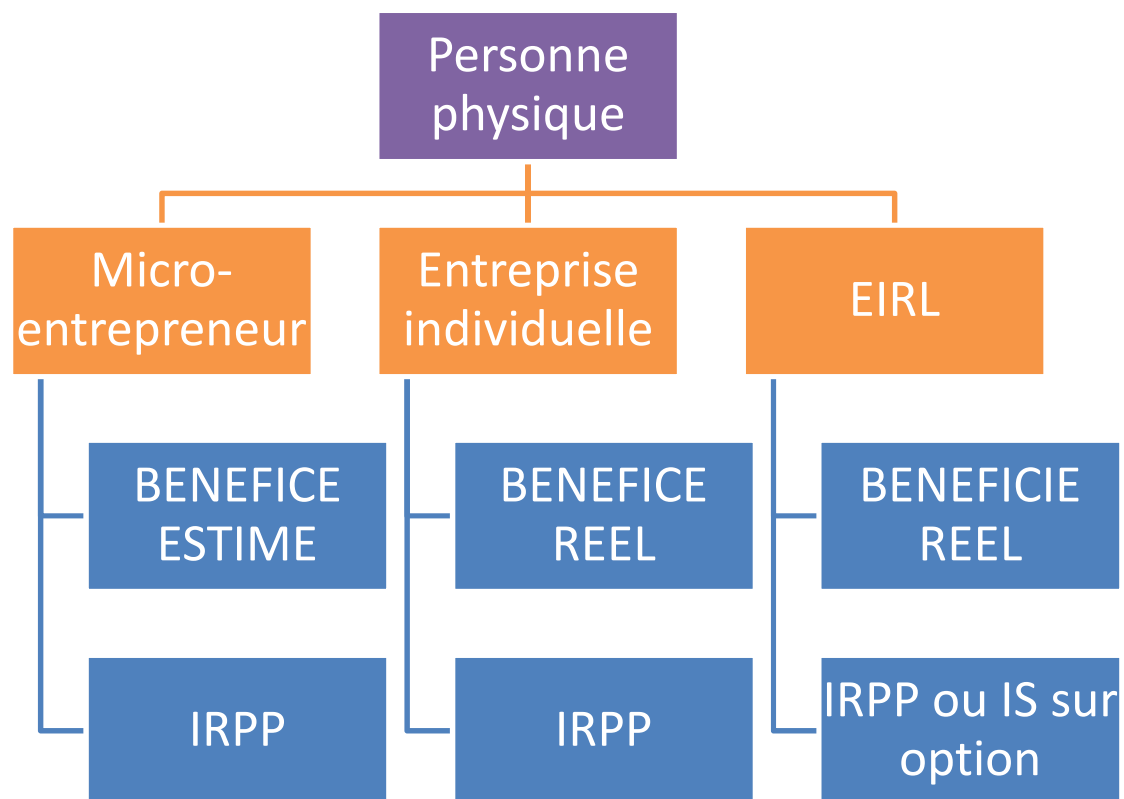 Personne
physique
Micro-
entrepreneur
Entreprise
individuelle
EIRL
BENEFICE
ESTIME
BENEFICE
REEL
BENEFICIE
REEL
IRPP
IRPP
IRPP ou IS sur
option